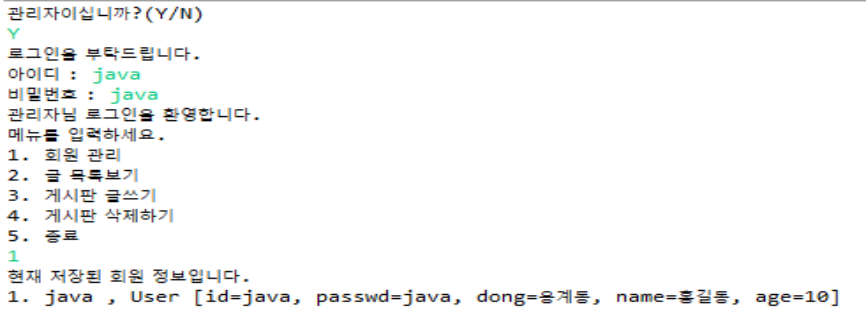 관리자이십니까?(Y/N)
Y
로그인을 부탁드립니다.
아이디 : java
비밀번호 : java
관리자님 로그인을 환영합니다.
메뉴를 입력하세요.
1. 회원 관리
2. 글 목록보기
3. 게시판 글쓰기
4. 게시판 삭제하기
5. 종료
1
현재 저장된 회원 정보입니다.
1. java , User [id=java, passwd=java, dong=용계동, name=홍길동, age=10]